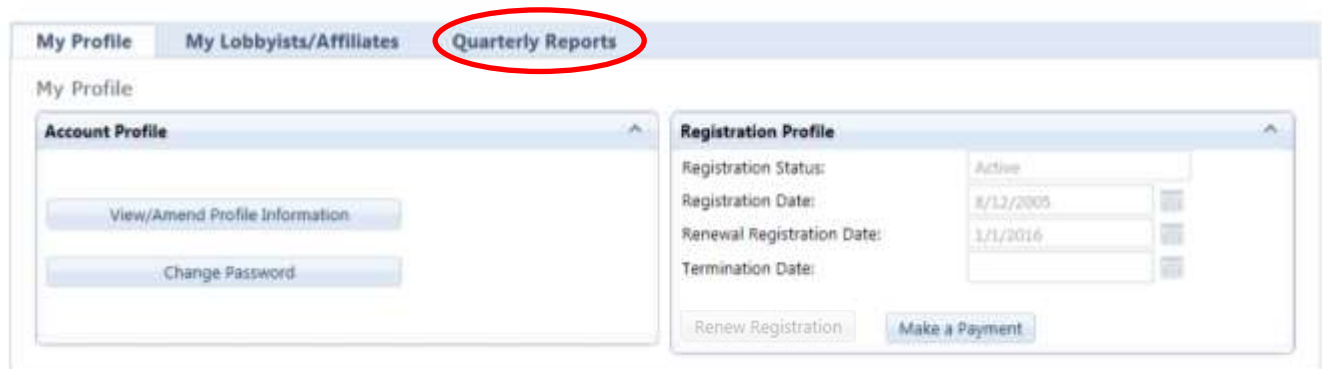 My Profile My Lobbyists/Affiliates Quarterly Reports
My Profile
Account Profile
View/Amend Profile Information
Change Password
Registration Profile
Registration Status: Active
Registration Date: 8/12/2005
Renewal Registration Date: 1/1/2016
Termination Date:
Renew Registration Make a Payment